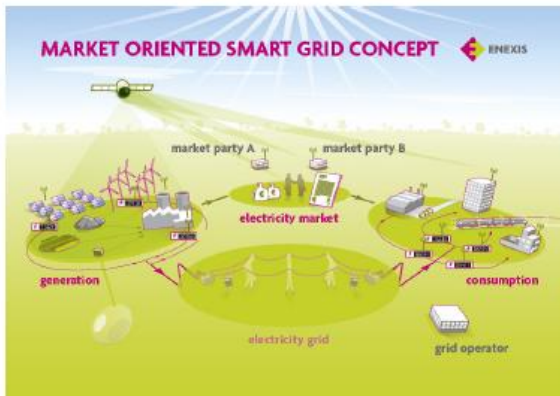 MARKET ORIENTED SMART GRID CONCEPT
ENEXIS
market party A
market party B
electricity market
generation
consumption
electricity grid
grid operator